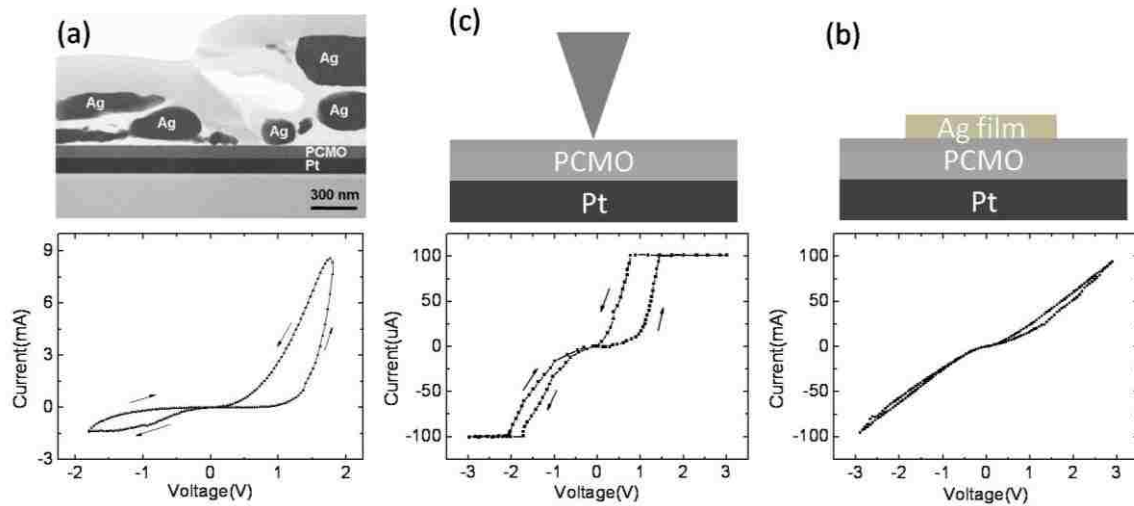 (a)
Ag
Ag
Ag
Ag
Ag
PCMO
Pt
300 nm
9
6
3
0
-3
Current(mA)
-2 -1 0 1 2
Voltage(V)
(c)
PCMO
Pt
100
50
0
-50
-100
Current(uA)
-3 -2 -1 0 1 2 3
Voltage(V)
(b)
Ag film
PCMO
Pt
100
50
0
-50
-100
Current(mA)
-3 -2 -1 0 1 2 3
Voltage(V)